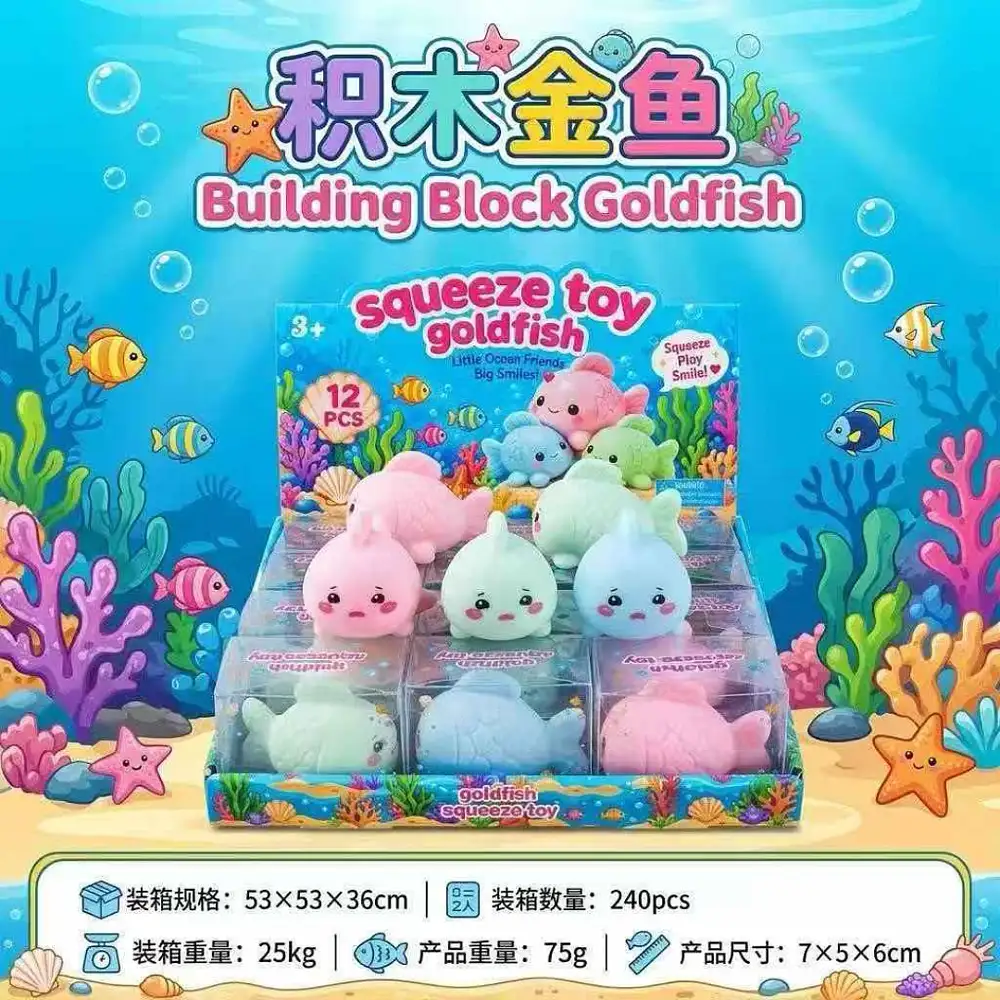 积木金鱼
Building Block Goldfish
3+
squeeze toy
goldfish
Little Ocean Friends
Big Smiles!
Squeeze
Play
Smile!
12
PCS
goldfish
squeeze toy
装箱规格：53×53×36cm
装箱数量：240pcs
装箱重量：25kg
产品重量：75g
产品尺寸：7×5×6cm